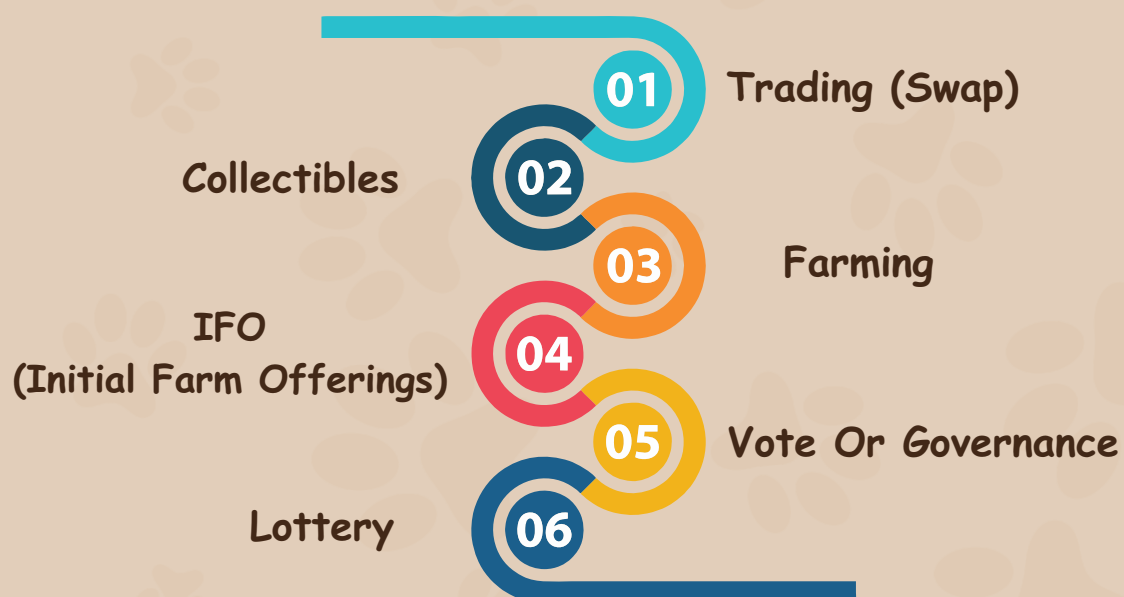 01
Trading (Swap)
Collectibles
02
03
Farming
IFO
(Initial Farm Offerings)
04
05
Vote Or Governance
Lottery
06